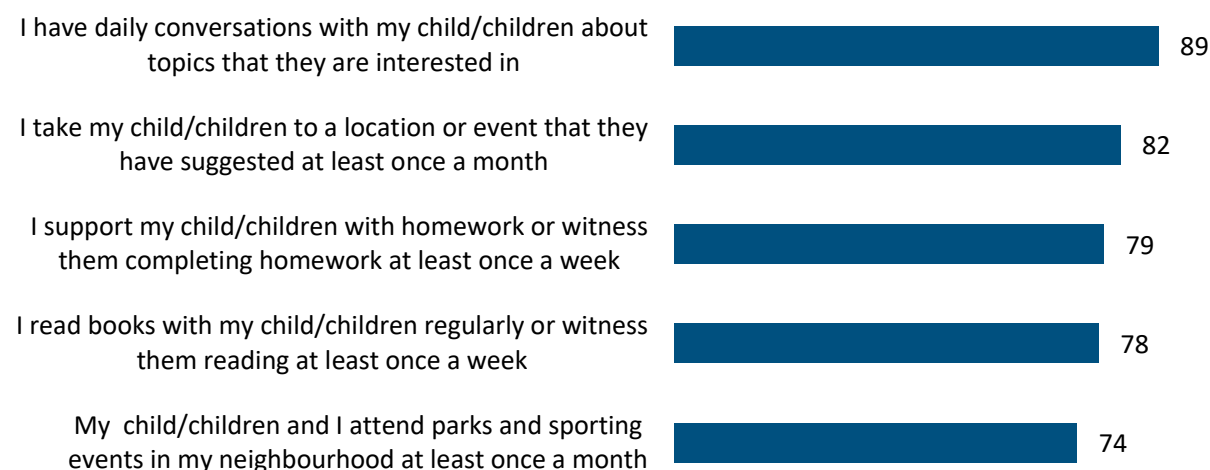 I have daily conversations with my child/children about
topics that they are interested in
89
I take my child/children to a location or event that they
have suggested at least once a month
82
I support my child/children with homework or witness
them completing homework at least once a week
79
I read books with my child/children regularly or witness
them reading at least once a week
78
My child/children and I attend parks and sporting
events in my neighbourhood at least once a month
74